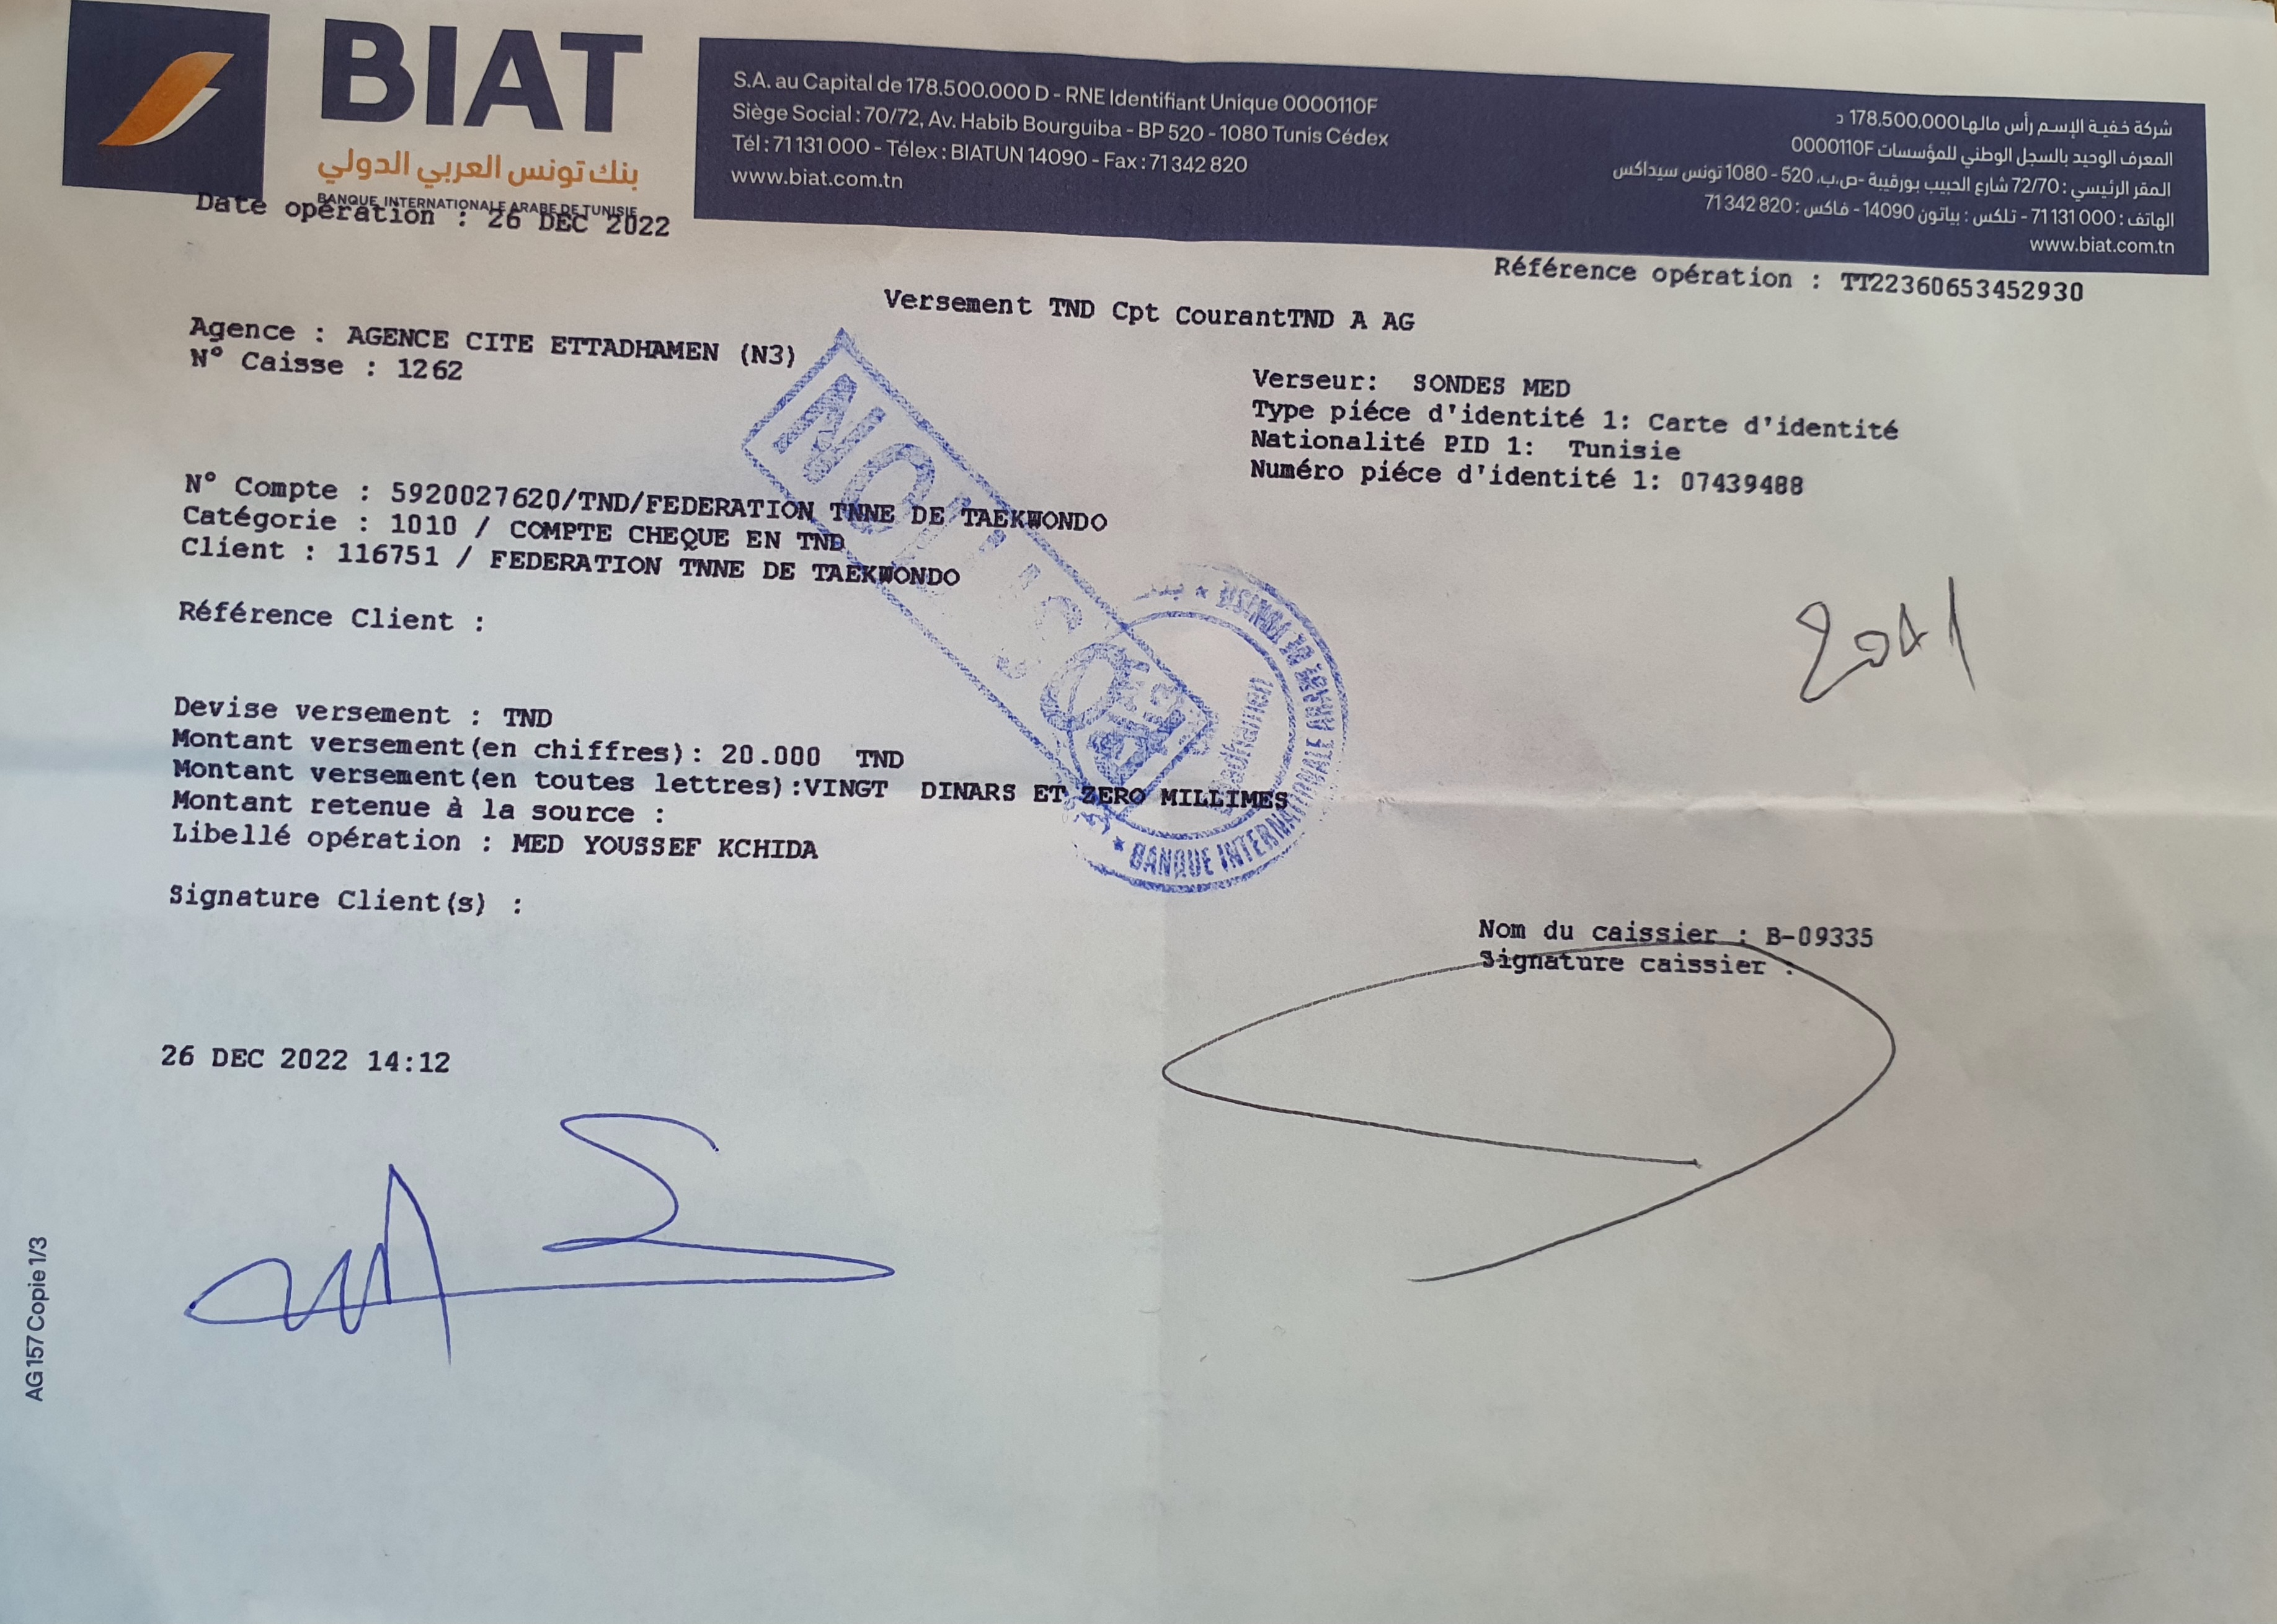 BIAT
بنك تونس العربي الدولي
BANQUE INTERNATIONALE ARABE DE TUNISIE
S.A. au Capital de 178.500.000 D - RNE Identifiant Unique 0000110F
Siège Social : 70/72, Av. Habib Bourguiba - BP 520 - 1080 Tunis Cédex
Tél : 71 131 000 - Télex : BIATUN 14090 - Fax : 71 342 820
www.biat.com.tn
شركة خفية الإسم رأس مالها 178,500,000 د
المعرف الوحيد بالسجل الوطني للمؤسسات 0000110F
المقر الرئيسي : 72/70 شارع الحبيب بورقيبة -ص.ب. 520 - 1080 تونس سيداكس
الهاتف : 71 131 000 - تلكس : بياتون 14090 - فاكس : 71 342 820
www.biat.com.tn
Date opération : 26 DEC 2022
Référence opération : TT22360653452930
Versement TND Cpt CourantTND A AG
Agence : AGENCE CITE ETTADHAMEN (N3)
N° Caisse : 1262
Verseur: SONDES MED
Type piéce d'identité 1: Carte d'identité
Nationalité PID 1: Tunisie
Numéro piéce d'identité 1: 07439488
N° Compte : 5920027620/TND/FEDERATION TNNE DE TAEKWONDO
Catégorie : 1010 / COMPTE CHEQUE EN TND
Client : 116751 / FEDERATION TNNE DE TAEKWONDO
Référence Client :
Devise versement : TND
Montant versement(en chiffres): 20.000 TND
Montant versement(en toutes lettres):VINGT DINARS ET ZERO MILLIMES
Montant retenue à la source :
Libellé opération : MED YOUSSEF KCHIDA
Signature Client(s) :
BANQUE INTERNATIONALE ARABE DE TUNISIE
Nom du caissier : B-09335
Signature caissier :
26 DEC 2022 14:12
AG157 Copie 1/3